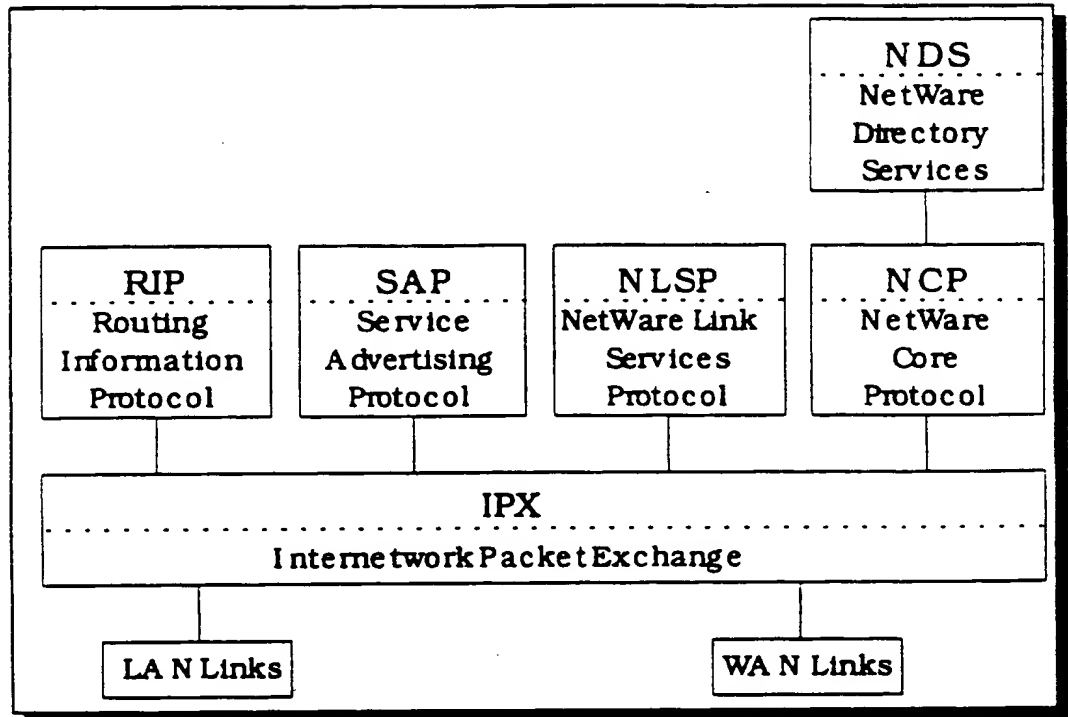 NDS
NetWare
Directory
Services
RIP
Routing
Information
Protocol
SAP
Service
Advertising
Protocol
NLSP
NetWare Link
Services
Protocol
NCP
NetWare
Core
Protocol
IPX
Internetwork Packet Exchange
LAN Links
WAN Links